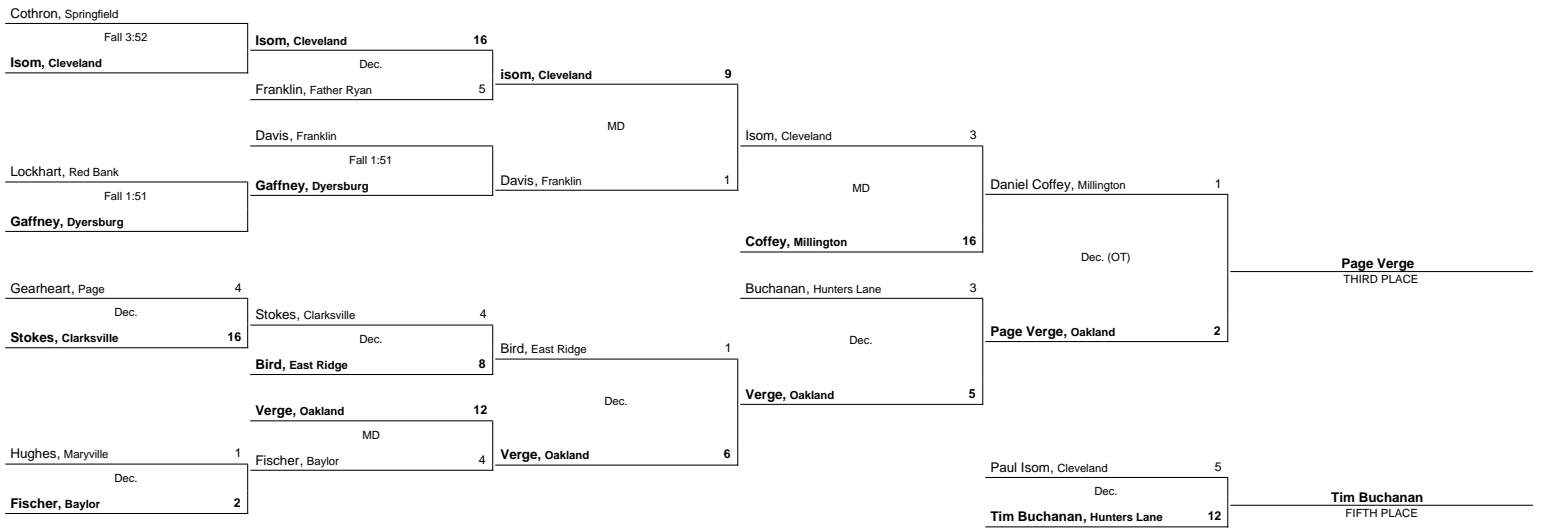 Cothron, Springfield
Fall 3:52
Isom, Cleveland
Lockhart, Red Bank
Fall 1:51
Gaffney, Dyersburg
Gearheart, Page 4
Dec.
Stokes, Clarksville 16
Hughes, Maryville 1
Dec.
Fischer, Baylor 2
Isom, Cleveland 16
Dec.
Franklin, Father Ryan 5
Davis, Franklin
Fall 1:51
Gaffney, Dyersburg
Stokes, Clarksville 4
Dec.
Bird, East Ridge 8
Verge, Oakland 12
MD
Fischer, Baylor 4
isom, Cleveland 9
MD
Davis, Franklin 1
Bird, East Ridge 1
Dec.
Verge, Oakland 6
Isom, Cleveland 3
MD
Coffey, Millington 16
Buchanan, Hunters Lane 3
Dec.
Verge, Oakland 5
Daniel Coffey, Millington 1
Dec. (OT)
Page Verge, Oakland 2
Paul Isom, Cleveland 5
Dec.
Tim Buchanan, Hunters Lane 12
Page Verge
THIRD PLACE
Tim Buchanan
FIFTH PLACE